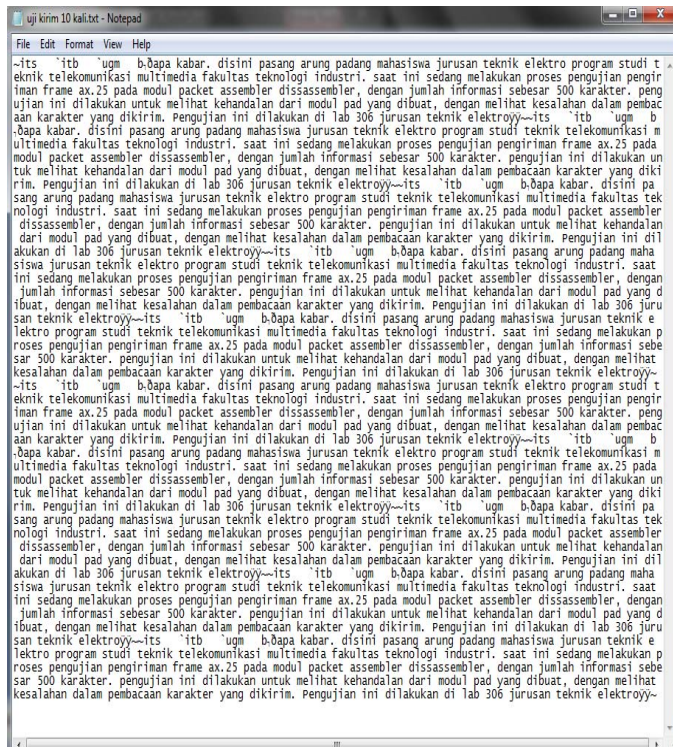 uji kirim 10 kali.txt - Notepad
File Edit Format View Help
~its `itb `ugm b.ðapa kabar. disini pasang arung padang mahasiswa jurusan teknik elektro program studi t
eknik telekomunikasi multimedia fakultas teknologi industri. saat ini sedang melakukan proses pengujian pengir
iman frame ax.25 pada modul packet assembler dissassembler, dengan jumlah informasi sebesar 500 karakter. peng
ujian ini dilakukan untuk melihat kehandalan dari modul pad yang dibuat, dengan melihat kesalahan dalam pembac
aan karakter yang dikirim. Pengujian ini dilakukan di lab 306 jurusan teknik elektroÿÿ~~its `itb `ugm b
.ðapa kabar. disini pasang arung padang mahasiswa jurusan teknik elektro program studi teknik telekomunikasi m
ultimedia fakultas teknologi industri. saat ini sedang melakukan proses pengujian pengiriman frame ax.25 pada
modul packet assembler dissassembler, dengan jumlah informasi sebesar 500 karakter. pengujian ini dilakukan un
tuk melihat kehandalan dari modul pad yang dibuat, dengan melihat kesalahan dalam pembacaan karakter yang diki
rim. Pengujian ini dilakukan di lab 306 jurusan teknik elektroÿÿ~~its `itb `ugm b.ðapa kabar. disini pa
sang arung padang mahasiswa jurusan teknik elektro program studi teknik telekomunikasi multimedia fakultas tek
nologi industri. saat ini sedang melakukan proses pengujian pengiriman frame ax.25 pada modul packet assembler
dissassembler, dengan jumlah informasi sebesar 500 karakter. pengujian ini dilakukan untuk melihat kehandalan
dari modul pad yang dibuat, dengan melihat kesalahan dalam pembacaan karakter yang dikirim. Pengujian ini dil
akukan di lab 306 jurusan teknik elektroÿÿ~~its `itb `ugm b.ðapa kabar. disini pasang arung padang maha
siswa jurusan teknik elektro program studi teknik telekomunikasi multimedia fakultas teknologi industri. saat
ini sedang melakukan proses pengujian pengiriman frame ax.25 pada modul packet assembler dissassembler, dengan
jumlah informasi sebesar 500 karakter. pengujian ini dilakukan untuk melihat kehandalan dari modul pad yang d
ibuat, dengan melihat kesalahan dalam pembacaan karakter yang dikirim. Pengujian ini dilakukan di lab 306 juru
san teknik elektroÿÿ~~its `itb `ugm b.ðapa kabar. disini pasang arung padang mahasiswa jurusan teknik e
lektro program studi teknik telekomunikasi multimedia fakultas teknologi industri. saat ini sedang melakukan p
roses pengujian pengiriman frame ax.25 pada modul packet assembler dissassembler, dengan jumlah informasi sebe
sar 500 karakter. pengujian ini dilakukan untuk melihat kehandalan dari modul pad yang dibuat, dengan melihat
kesalahan dalam pembacaan karakter yang dikirim. Pengujian ini dilakukan di lab 306 jurusan teknik elektroÿÿ~
~its `itb `ugm b.ðapa kabar. disini pasang arung padang mahasiswa jurusan teknik elektro program studi t
eknik telekomunikasi multimedia fakultas teknologi industri. saat ini sedang melakukan proses pengujian pengir
iman frame ax.25 pada modul packet assembler dissassembler, dengan jumlah informasi sebesar 500 karakter. peng
ujian ini dilakukan untuk melihat kehandalan dari modul pad yang dibuat, dengan melihat kesalahan dalam pembac
aan karakter yang dikirim. Pengujian ini dilakukan di lab 306 jurusan teknik elektroÿÿ~~its `itb `ugm b
.ðapa kabar. disini pasang arung padang mahasiswa jurusan teknik elektro program studi teknik telekomunikasi m
ultimedia fakultas teknologi industri. saat ini sedang melakukan proses pengujian pengiriman frame ax.25 pada
modul packet assembler dissassembler, dengan jumlah informasi sebesar 500 karakter. pengujian ini dilakukan un
tuk melihat kehandalan dari modul pad yang dibuat, dengan melihat kesalahan dalam pembacaan karakter yang diki
rim. Pengujian ini dilakukan di lab 306 jurusan teknik elektroÿÿ~~its `itb `ugm b.ðapa kabar. disini pa
sang arung padang mahasiswa jurusan teknik elektro program studi teknik telekomunikasi multimedia fakultas tek
nologi industri. saat ini sedang melakukan proses pengujian pengiriman frame ax.25 pada modul packet assembler
dissassembler, dengan jumlah informasi sebesar 500 karakter. pengujian ini dilakukan untuk melihat kehandalan
dari modul pad yang dibuat, dengan melihat kesalahan dalam pembacaan karakter yang dikirim. Pengujian ini dil
akukan di lab 306 jurusan teknik elektroÿÿ~~its `itb `ugm b.ðapa kabar. disini pasang arung padang maha
siswa jurusan teknik elektro program studi teknik telekomunikasi multimedia fakultas teknologi industri. saat
ini sedang melakukan proses pengujian pengiriman frame ax.25 pada modul packet assembler dissassembler, dengan
jumlah informasi sebesar 500 karakter. pengujian ini dilakukan untuk melihat kehandalan dari modul pad yang d
ibuat, dengan melihat kesalahan dalam pembacaan karakter yang dikirim. Pengujian ini dilakukan di lab 306 juru
san teknik elektroÿÿ~~its `itb `ugm b.ðapa kabar. disini pasang arung padang mahasiswa jurusan teknik e
lektro program studi teknik telekomunikasi multimedia fakultas teknologi industri. saat ini sedang melakukan p
roses pengujian pengiriman frame ax.25 pada modul packet assembler dissassembler, dengan jumlah informasi sebe
sar 500 karakter. pengujian ini dilakukan untuk melihat kehandalan dari modul pad yang dibuat, dengan melihat
kesalahan dalam pembacaan karakter yang dikirim. Pengujian ini dilakukan di lab 306 jurusan teknik elektroÿÿ~